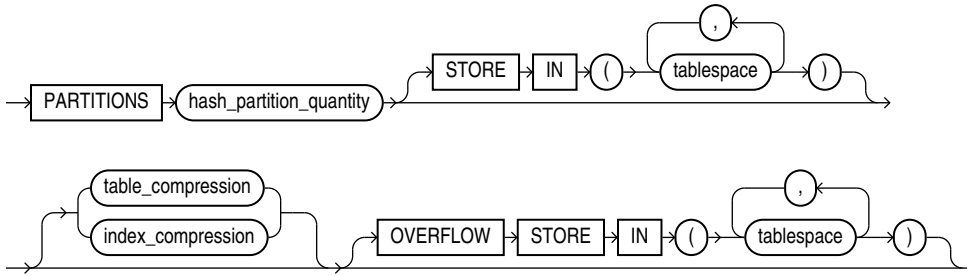 ,
STORE IN ( tablespace )
PARTITIONS hash_partition_quantity
table_compression ,
index_compression OVERFLOW STORE IN ( tablespace )